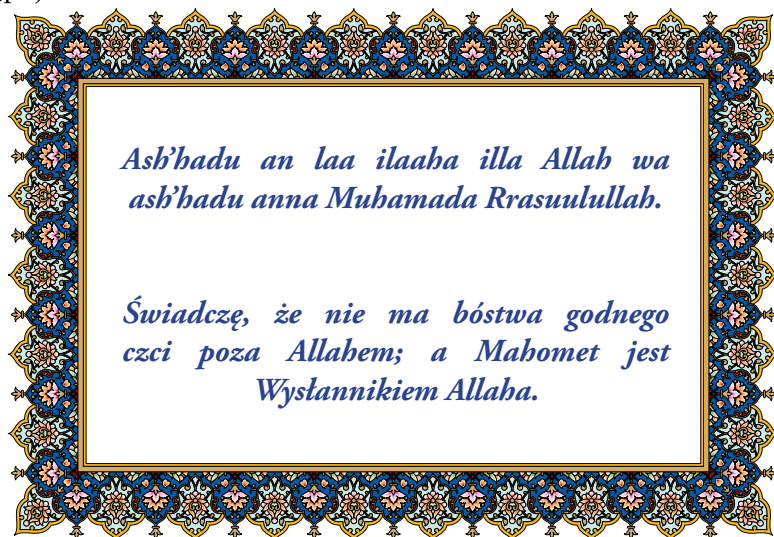 Ash’hadu an laa ilaaha illa Allah wa
ash’hadu anna Muhamada Rrasuulullah.
Świadczę, że nie ma bóstwa godnego
czci poza Allahem; a Mahomet jest
Wysłannikiem Allaha.